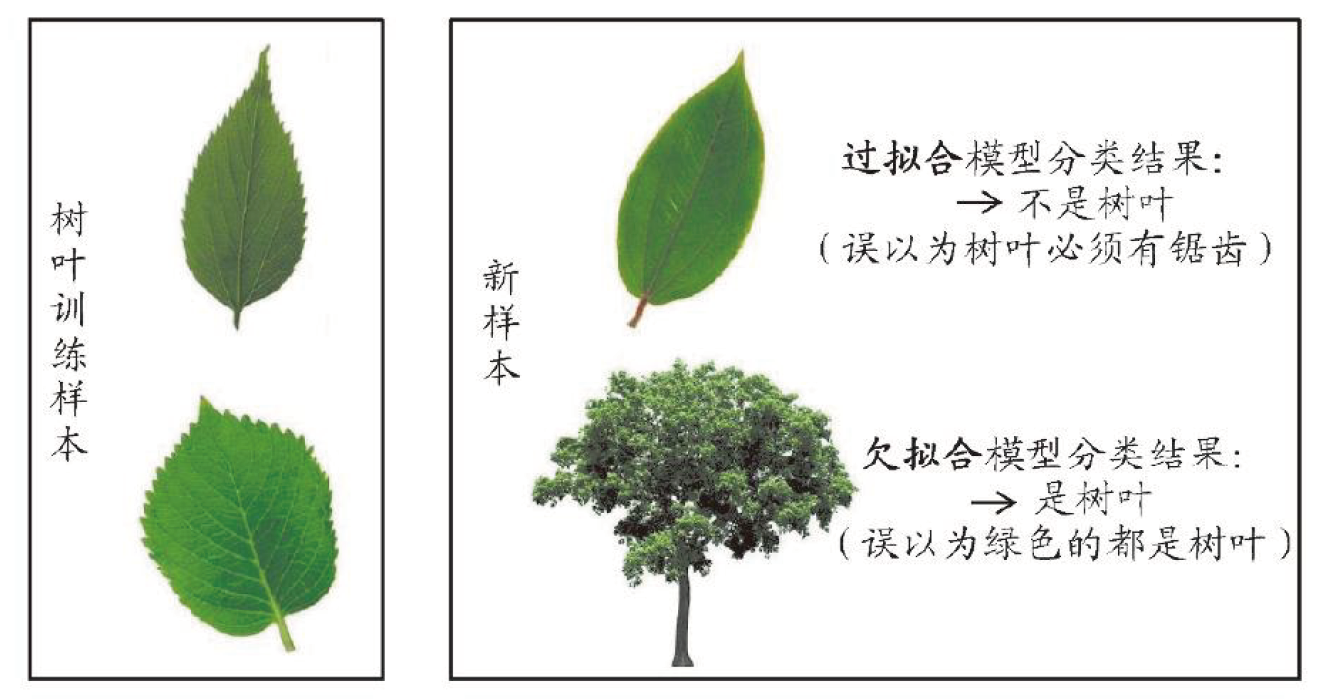 树叶训练样本
新样本
过拟合模型分类结果:
→ 不是树叶
(误以为树叶必须有锯齿)
欠拟合模型分类结果:
→ 是树叶
(误以为绿色的都是树叶)